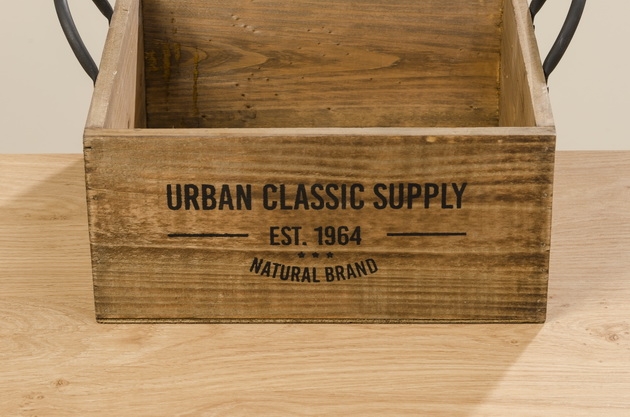 URBAN CLASSIC SUPPLY
EST. 1964
NATURAL BRAND